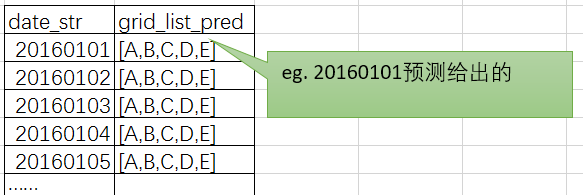 date_str grid_list_pred
20160101 [A,B,C,D,E]
20160102 [A,B,C,D,E]
20160103 [A,B,C,D,E]
20160104 [A,B,C,D,E]
20160105 [A,B,C,D,E]
……
eg. 20160101预测给出的